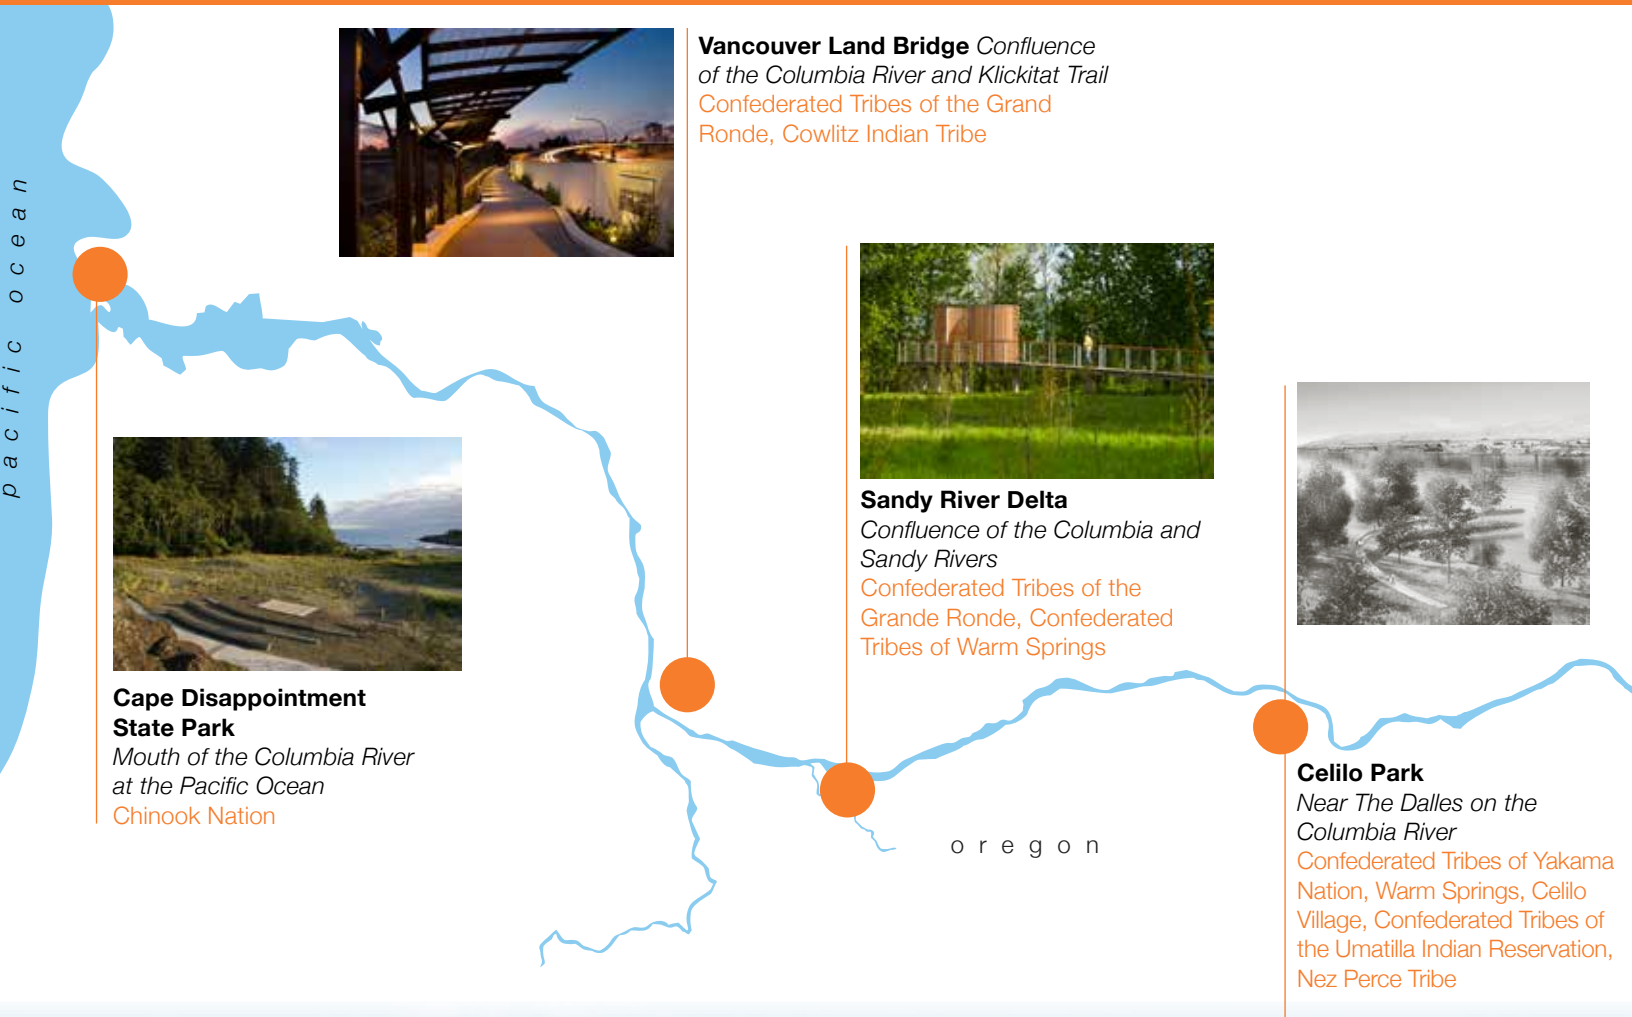 Vancouver Land Bridge Confluence
of the Columbia River and Klickitat Trail
Confederated Tribes of the Grand
Ronde, Cowlitz Indian Tribe
pacific ocean
Sandy River Delta
Confluence of the Columbia and
Sandy Rivers
Confederated Tribes of the
Grande Ronde, Confederated
Tribes of Warm Springs
Cape Disappointment
State Park
Mouth of the Columbia River
at the Pacific Ocean
Chinook Nation
oregon
Celilo Park
Near The Dalles on the
Columbia River
Confederated Tribes of Yakama
Nation, Warm Springs, Celilo
Village, Confederated Tribes of
the Umatilla Indian Reservation,
Nez Perce Tribe